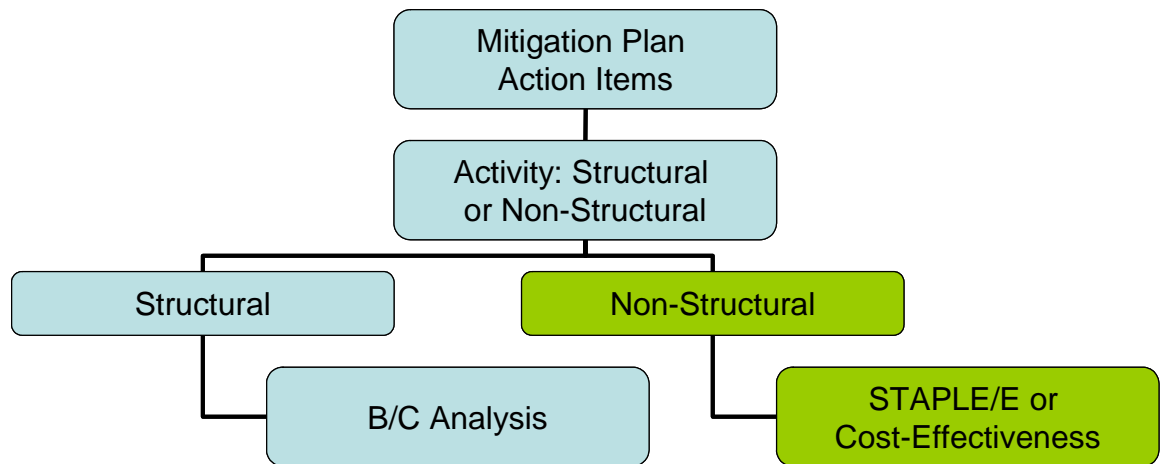 Mitigation Plan
Action Items
Activity: Structural
or Non-Structural
Structural
Non-Structural
B/C Analysis
STAPLE/E or
Cost-Effectiveness